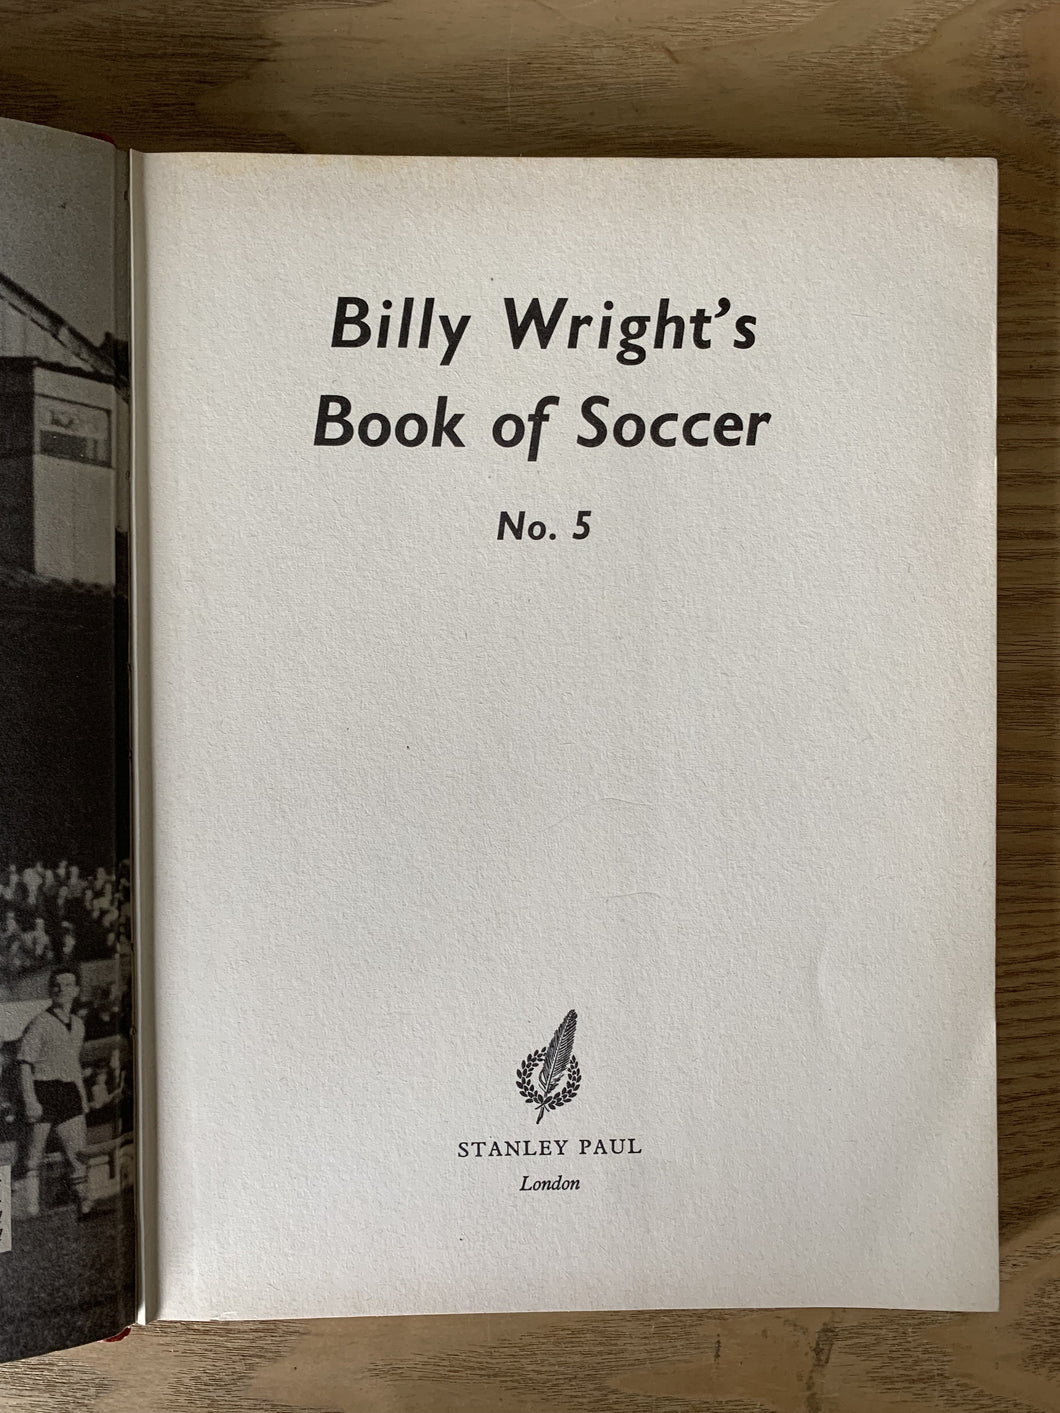 Billy Wright's
Book of Soccer
No. 5
STANLEY PAUL
London